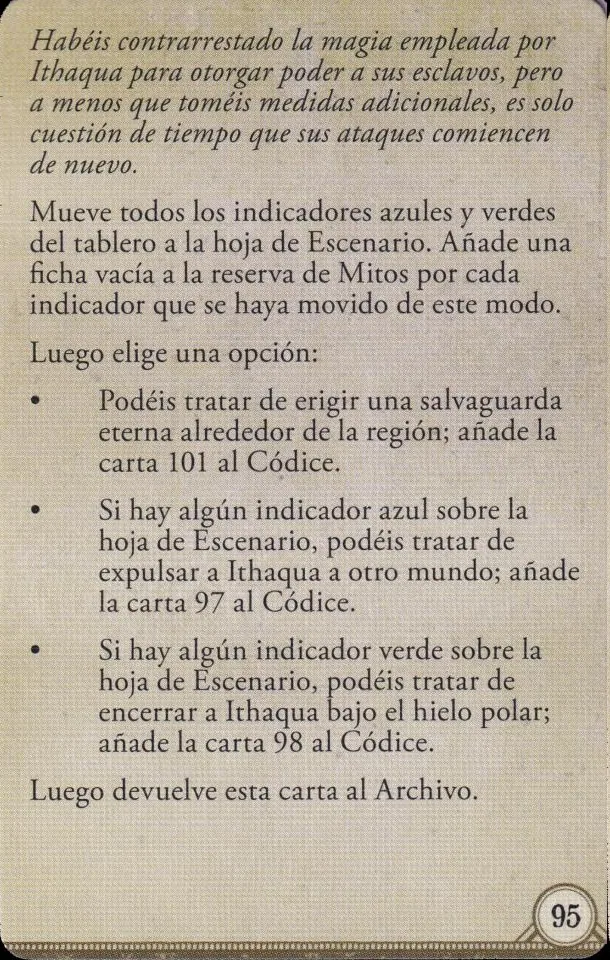 Habéis contrarrestado la magia empleada por
Ithaqua para otorgar poder a sus esclavos, pero
a menos que toméis medidas adicionales, es solo
cuestión de tiempo que sus ataques comiencen
de nuevo.
Mueve todos los indicadores azules y verdes
del tablero a la hoja de Escenario. Añade una
ficha vacía a la reserva de Mitos por cada
indicador que se haya movido de este modo.
Luego elige una opción:
• Podéis tratar de erigir una salvaguarda
eterna alrededor de la región; añade la
carta 101 al Códice.
• Si hay algún indicador azul sobre la
hoja de Escenario, podéis tratar de
expulsar a Ithaqua a otro mundo; añade
la carta 97 al Códice.
• Si hay algún indicador verde sobre la
hoja de Escenario, podéis tratar de
encerrar a Ithaqua bajo el hielo polar;
añade la carta 98 al Códice.
Luego devuelve esta carta al Archivo.
95